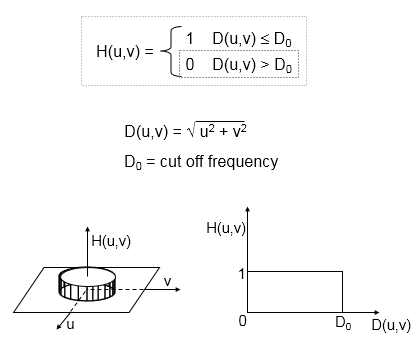 H(u,v) = { 1 D(u,v) ≤ D₀
0 D(u,v) > D₀
D(u,v) = √u² + v²
D₀ = cut off frequency
H(u,v)
v
u
H(u,v)
1
0 D₀ D(u,v)